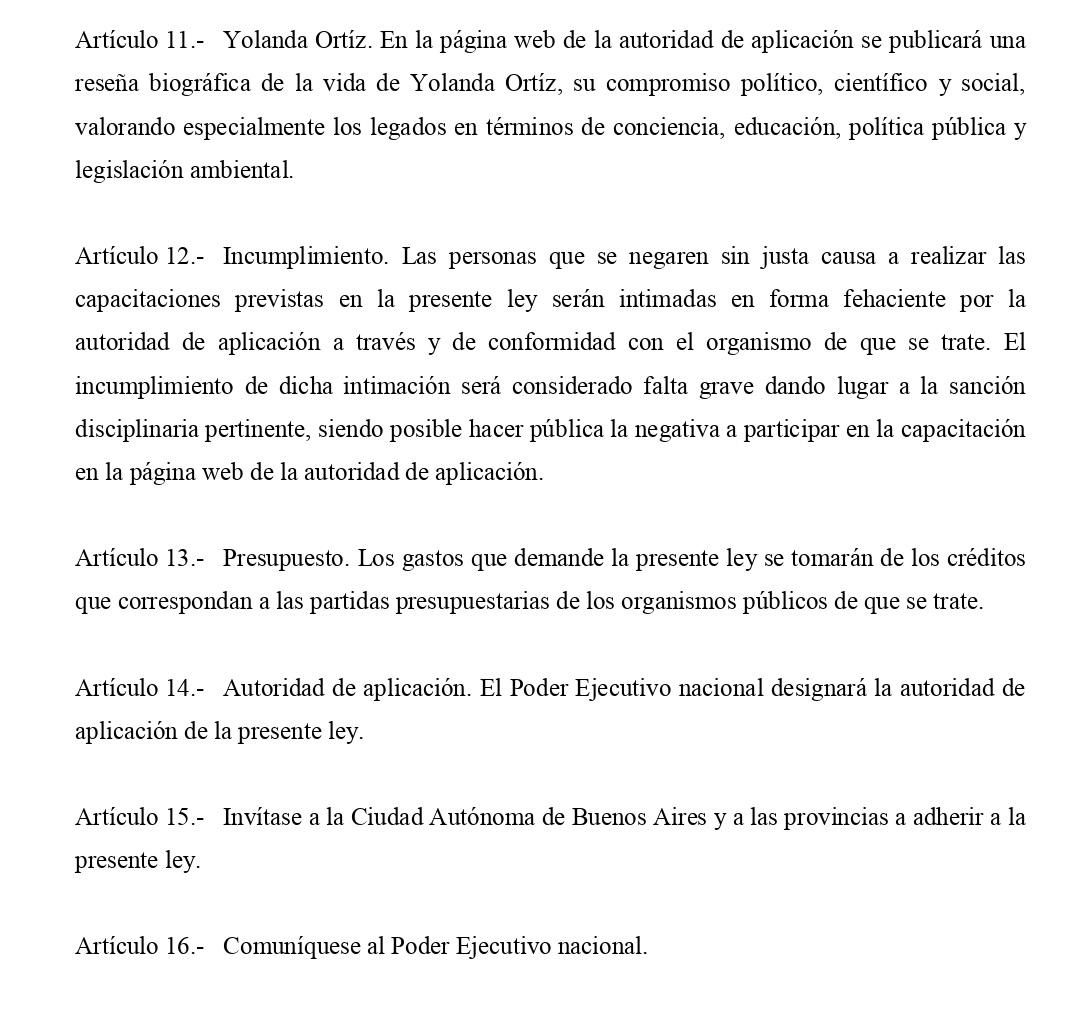 Artículo 11.- Yolanda Ortíz. En la página web de la autoridad de aplicación se publicará una
reseña biográfica de la vida de Yolanda Ortíz, su compromiso político, científico y social,
valorando especialmente los legados en términos de conciencia, educación, política pública y
legislación ambiental.
Artículo 12.- Incumplimiento. Las personas que se negaren sin justa causa a realizar las
capacitaciones previstas en la presente ley serán intimadas en forma fehaciente por la
autoridad de aplicación a través y de conformidad con el organismo de que se trate. El
incumplimiento de dicha intimación será considerado falta grave dando lugar a la sanción
disciplinaria pertinente, siendo posible hacer pública la negativa a participar en la capacitación
en la página web de la autoridad de aplicación.
Artículo 13.- Presupuesto. Los gastos que demande la presente ley se tomarán de los créditos
que correspondan a las partidas presupuestarias de los organismos públicos de que se trate.
Artículo 14.- Autoridad de aplicación. El Poder Ejecutivo nacional designará la autoridad de
aplicación de la presente ley.
Artículo 15.- Invítase a la Ciudad Autónoma de Buenos Aires y a las provincias a adherir a la
presente ley.
Artículo 16.- Comuníquese al Poder Ejecutivo nacional.